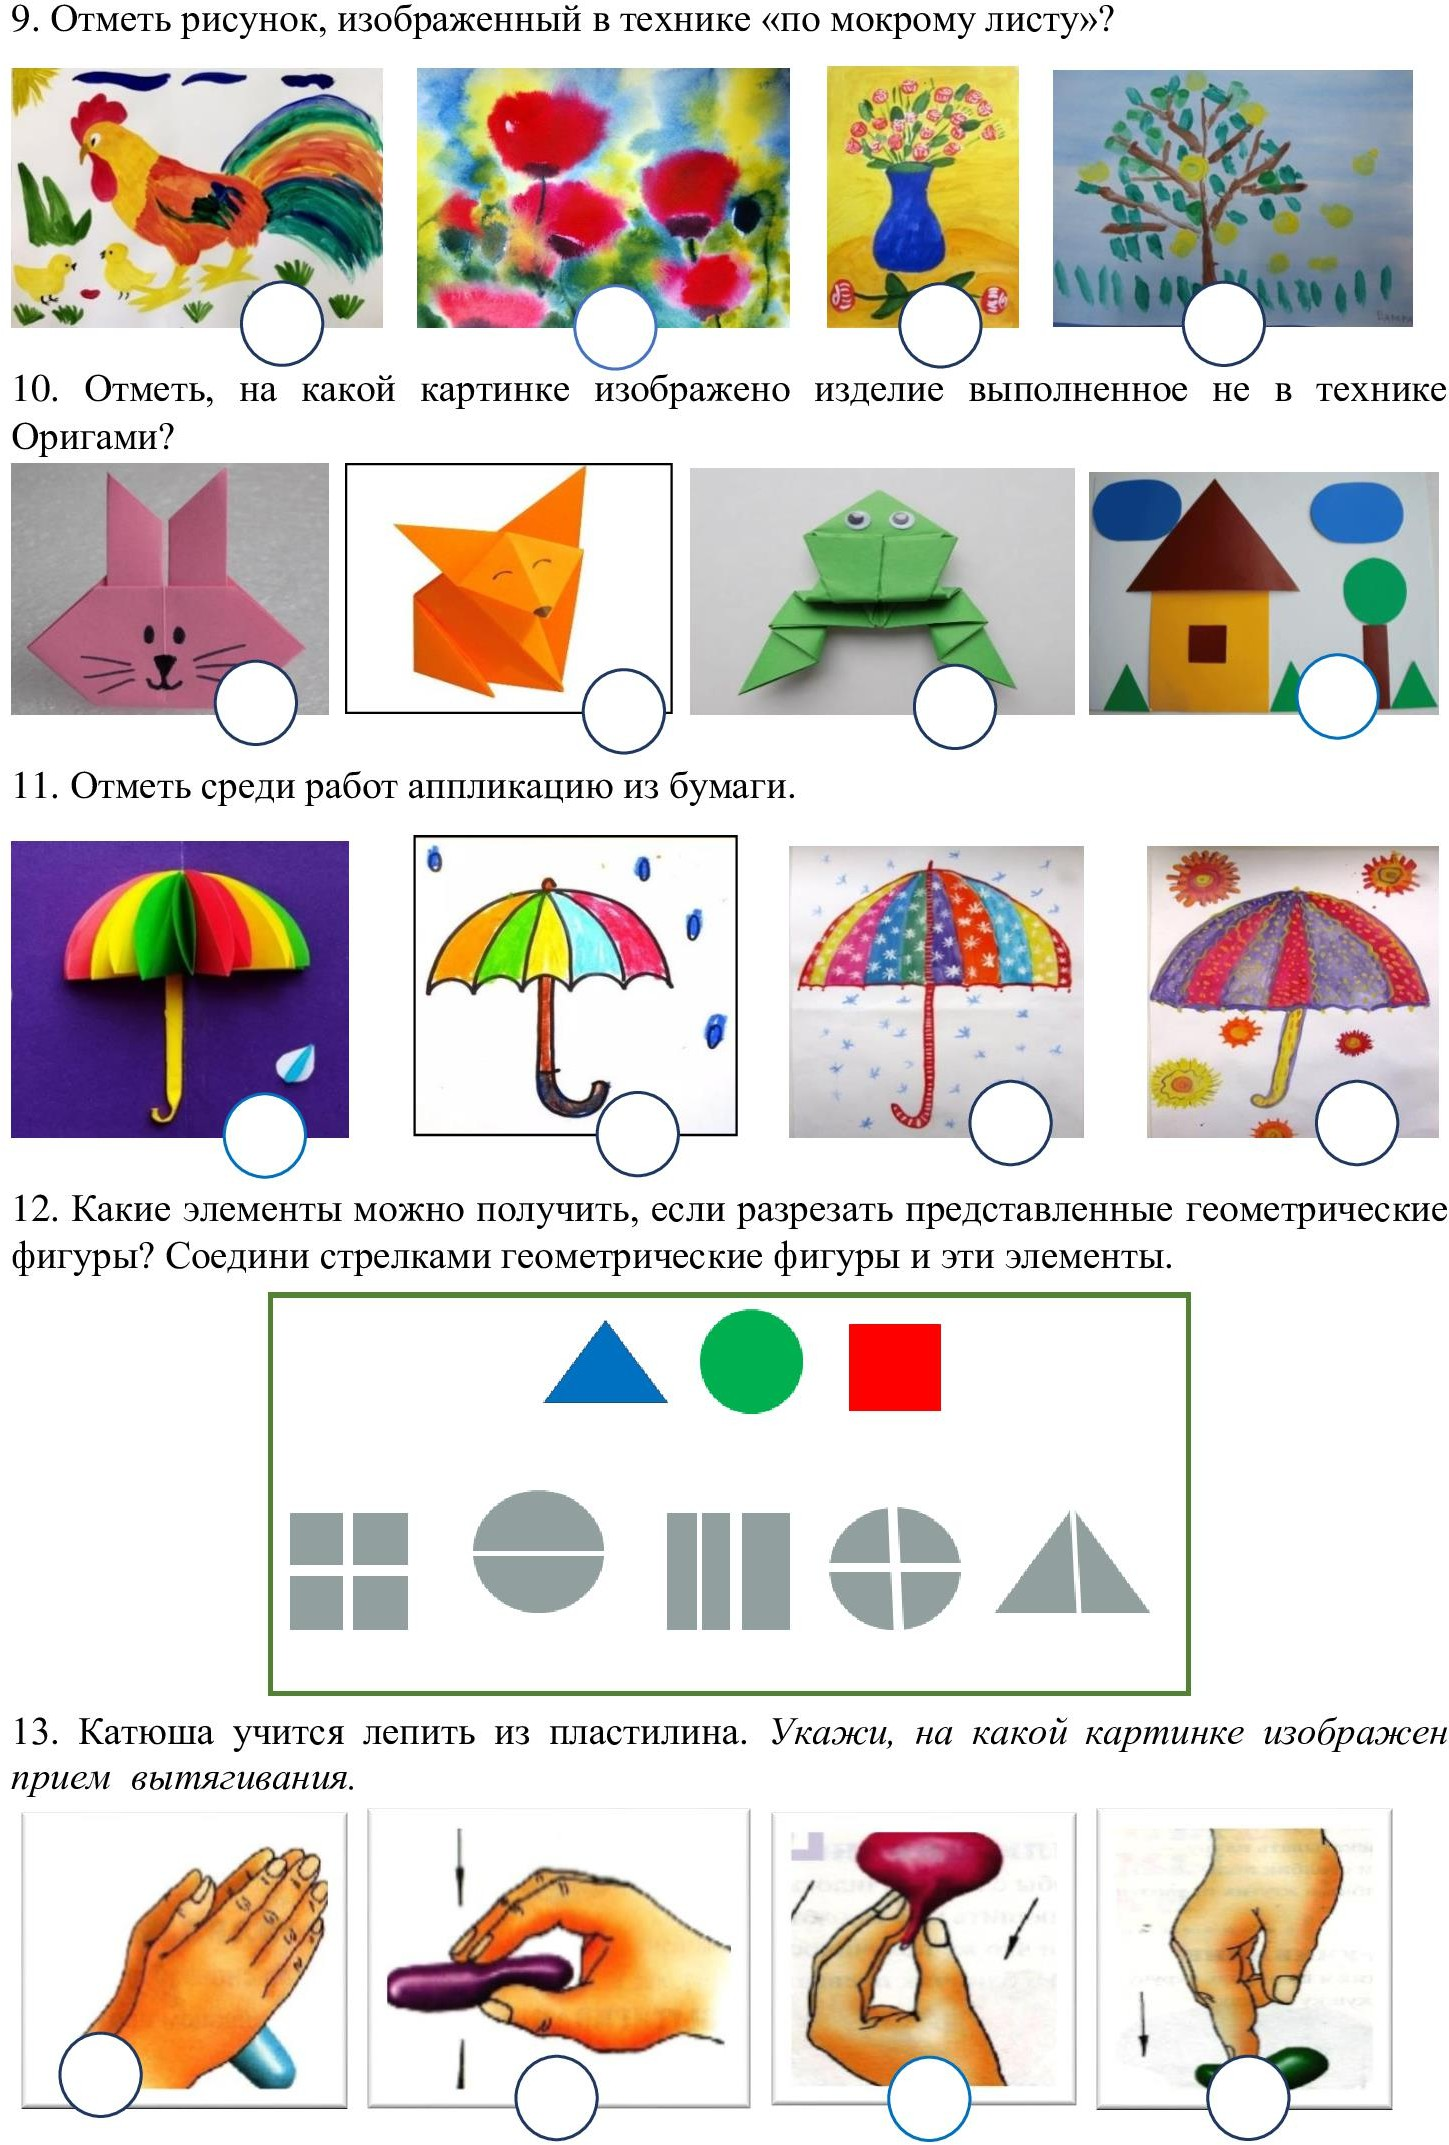 9. Отметь рисунок, изображенный в технике «по мокрому листу»?
10. Отметь, на какой картинке изображено изделие выполненное не в технике
Оригами?
11. Отметь среди работ аппликацию из бумаги.
12. Какие элементы можно получить, если разрезать представленные геометрические
фигуры? Соедини стрелками геометрические фигуры и эти элементы.
13. Катюша учится лепить из пластилина. Укажи, на какой картинке изображен
прием вытягивания.